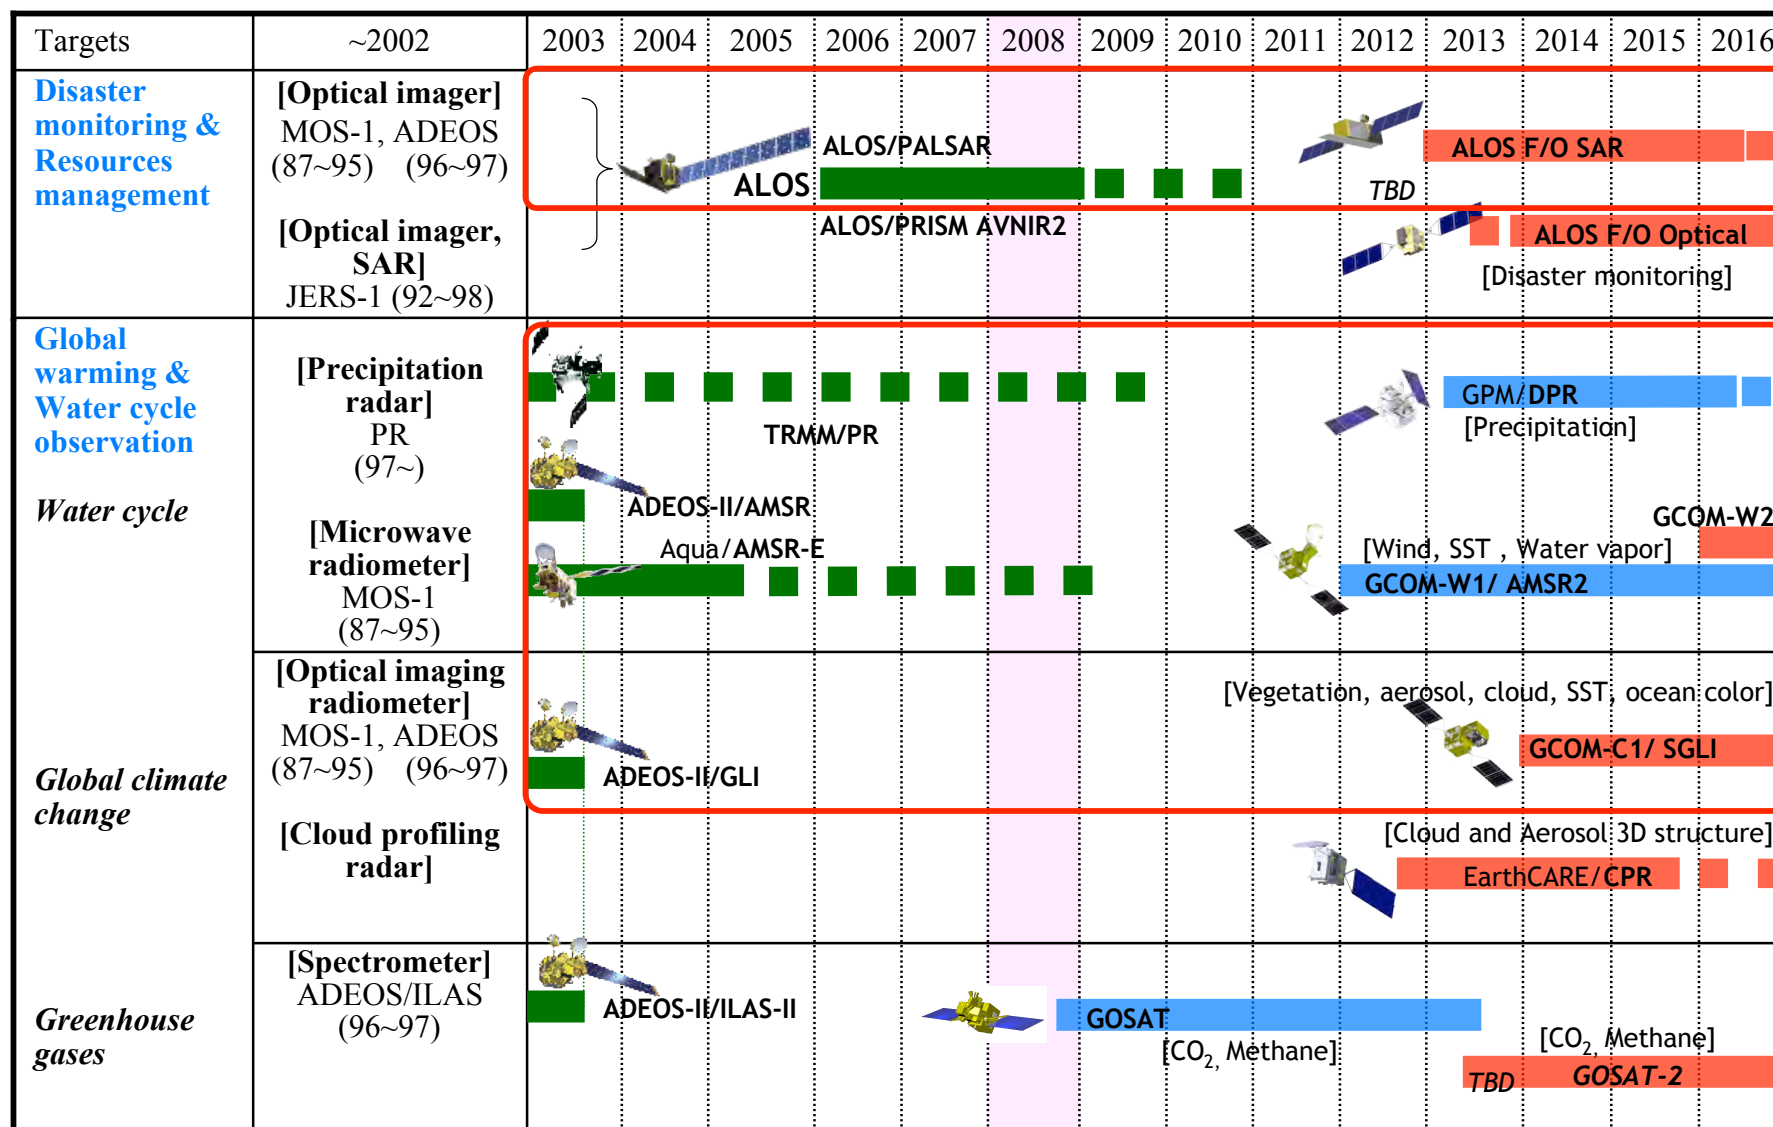 Targets ~2002 2003 2004 2005 2006 2007 2008 2009 2010 2011 2012 2013 2014 2015 2016
Disaster
monitoring &
Resources
management
[Optical imager]
MOS-1, ADEOS
(87~95) (96~97)
[Optical imager,
SAR]
JERS-1 (92~98)
ALOS/PALSAR
ALOS
ALOS/PRISM AVNIR2
ALOS F/O SAR
TBD
ALOS F/O Optical
[Disaster monitoring]
Global
warming &
Water cycle
observation
Water cycle
[Precipitation
radar]
PR
(97~)
[Microwave
radiometer]
MOS-1
(87~95)
TRMM/PR
GPM/DPR
[Precipitation]
ADEOS-II/AMSR
Aqua/AMSR-E
GCOM-W2
[Wind, SST , Water vapor]
GCOM-W1/ AMSR2
Global climate
change
[Optical imaging
radiometer]
MOS-1, ADEOS
(87~95) (96~97)
[Cloud profiling
radar]
[Vegetation, aerosol, cloud, SST, ocean color]
ADEOS-II/GLI
GCOM-C1/ SGLI
[Cloud and Aerosol 3D structure]
EarthCARE/CPR
Greenhouse
gases
[Spectrometer]
ADEOS/ILAS
(96~97)
ADEOS-II/ILAS-II
GOSAT
[CO2, Methane]
[CO2, Methane]
TBD GOSAT-2